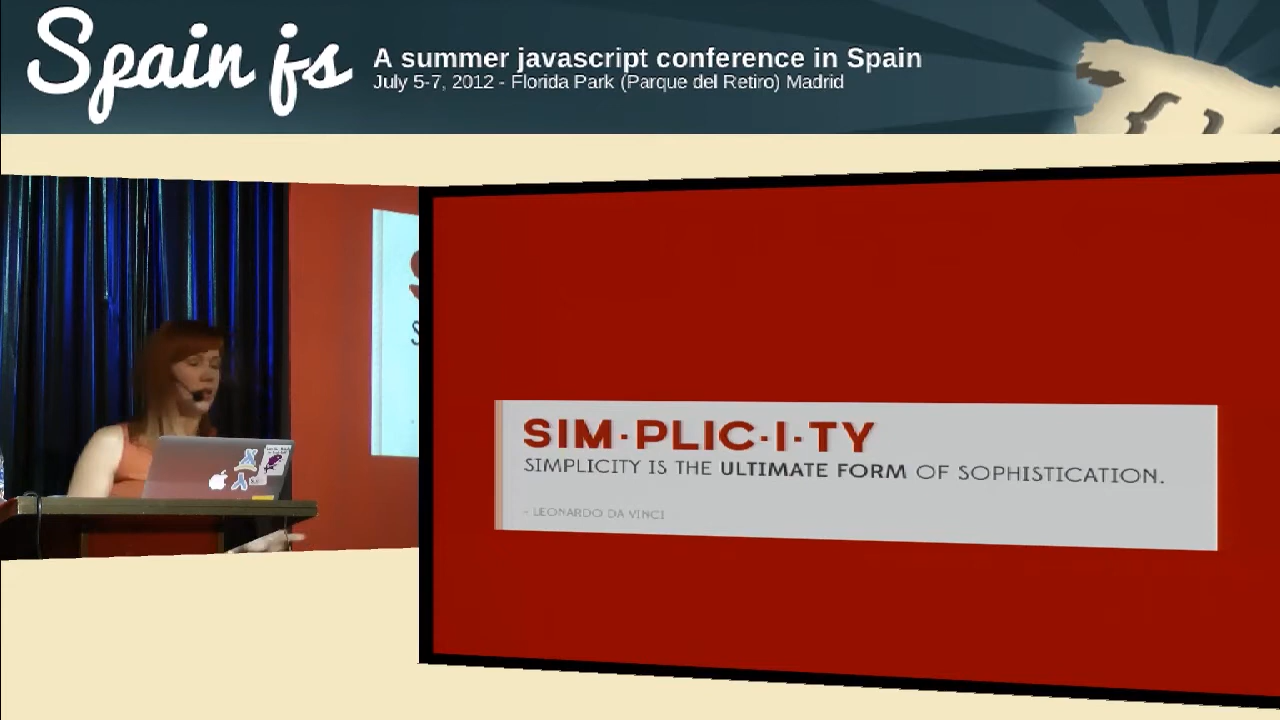 Spain js
A summer javascript conference in Spain
July 5-7, 2012 - Florida Park (Parque del Retiro) Madrid
SIM·PLIC·I·TY
SIMPLICITY IS THE ULTIMATE FORM OF SOPHISTICATION.
- LEONARDO DA VINCI